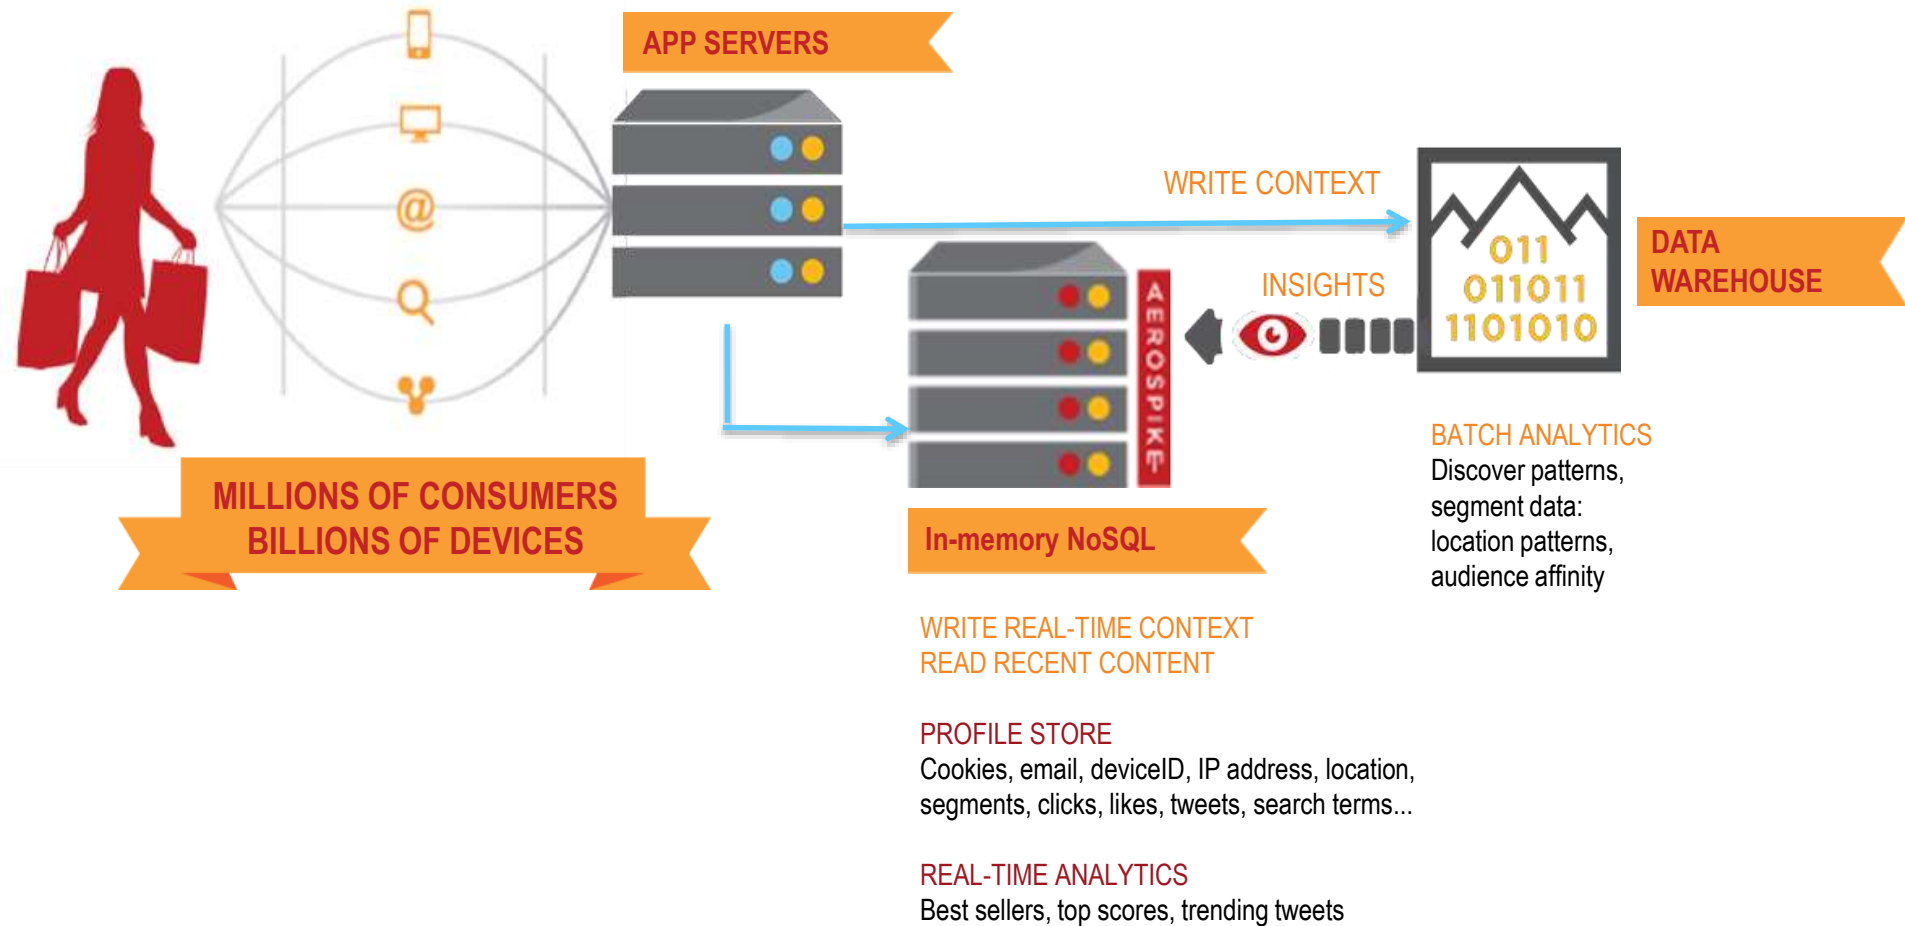 APP SERVERS
@
MILLIONS OF CONSUMERS
BILLIONS OF DEVICES
WRITE CONTEXT
INSIGHTS
011
011011
1101010
DATA
WAREHOUSE
AEROSPIKE
In-memory NoSQL
BATCH ANALYTICS
Discover patterns,
segment data:
location patterns,
audience affinity
WRITE REAL-TIME CONTEXT
READ RECENT CONTENT
PROFILE STORE
Cookies, email, deviceID, IP address, location,
segments, clicks, likes, tweets, search terms...
REAL-TIME ANALYTICS
Best sellers, top scores, trending tweets